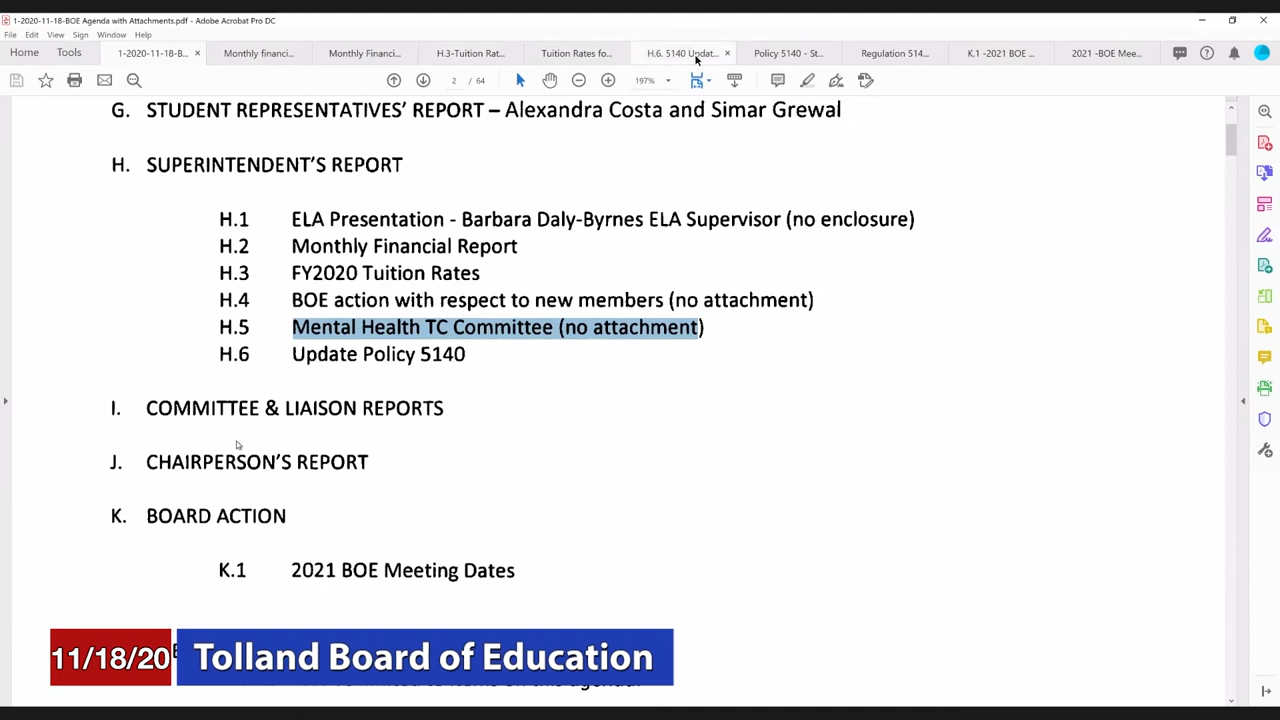 1-2020-11-18-BOE Agenda with Attachments.pdf - Adobe Acrobat Pro DC
File Edit View Sign Window Help
Home Tools 1-2020-11-18-B... × Monthly financi... Monthly Financi... H.3-Tuition Rat... Tuition Rates fo... H.6. 5140 Updat... × Policy 5140 - St... Regulation 514... K.1 -2021 BOE ... 2021 -BOE Mee...
2 / 64 197%
G. STUDENT REPRESENTATIVES' REPORT – Alexandra Costa and Simar Grewal
H. SUPERINTENDENT'S REPORT
H.1 ELA Presentation - Barbara Daly-Byrnes ELA Supervisor (no enclosure)
H.2 Monthly Financial Report
H.3 FY2020 Tuition Rates
H.4 BOE action with respect to new members (no attachment)
H.5 Mental Health TC Committee (no attachment)
H.6 Update Policy 5140
I. COMMITTEE & LIAISON REPORTS
J. CHAIRPERSON'S REPORT
K. BOARD ACTION
K.1 2021 BOE Meeting Dates
11/18/20 Tolland Board of Education